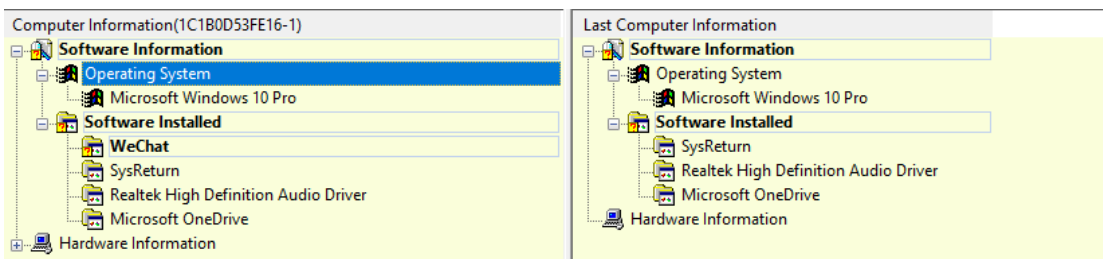 Computer Information(1C1B0D53FE16-1)
Software Information
Operating System
Microsoft Windows 10 Pro
Software Installed
WeChat
SysReturn
Realtek High Definition Audio Driver
Microsoft OneDrive
Hardware Information
Last Computer Information
Software Information
Operating System
Microsoft Windows 10 Pro
Software Installed
SysReturn
Realtek High Definition Audio Driver
Microsoft OneDrive
Hardware Information